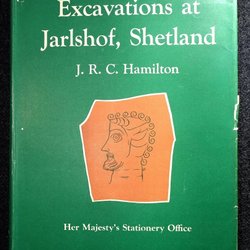 Excavations at
Jarlshof, Shetland
J. R. C. Hamilton
Her Majesty's Stationery Office